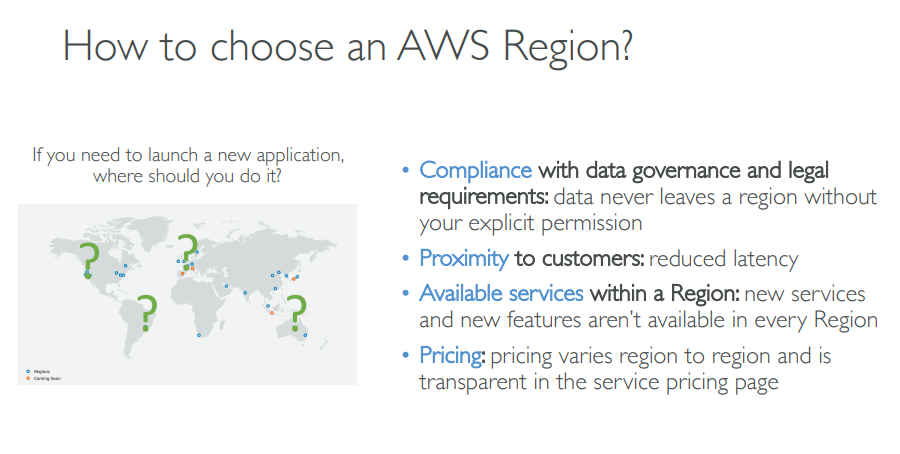 How to choose an AWS Region?
If you need to launch a new application,
where should you do it?
?
?
?
?
Regions
Coming Soon
• Compliance with data governance and legal
requirements: data never leaves a region without
your explicit permission
• Proximity to customers: reduced latency
• Available services within a Region: new services
and new features aren’t available in every Region
• Pricing: pricing varies region to region and is
transparent in the service pricing page